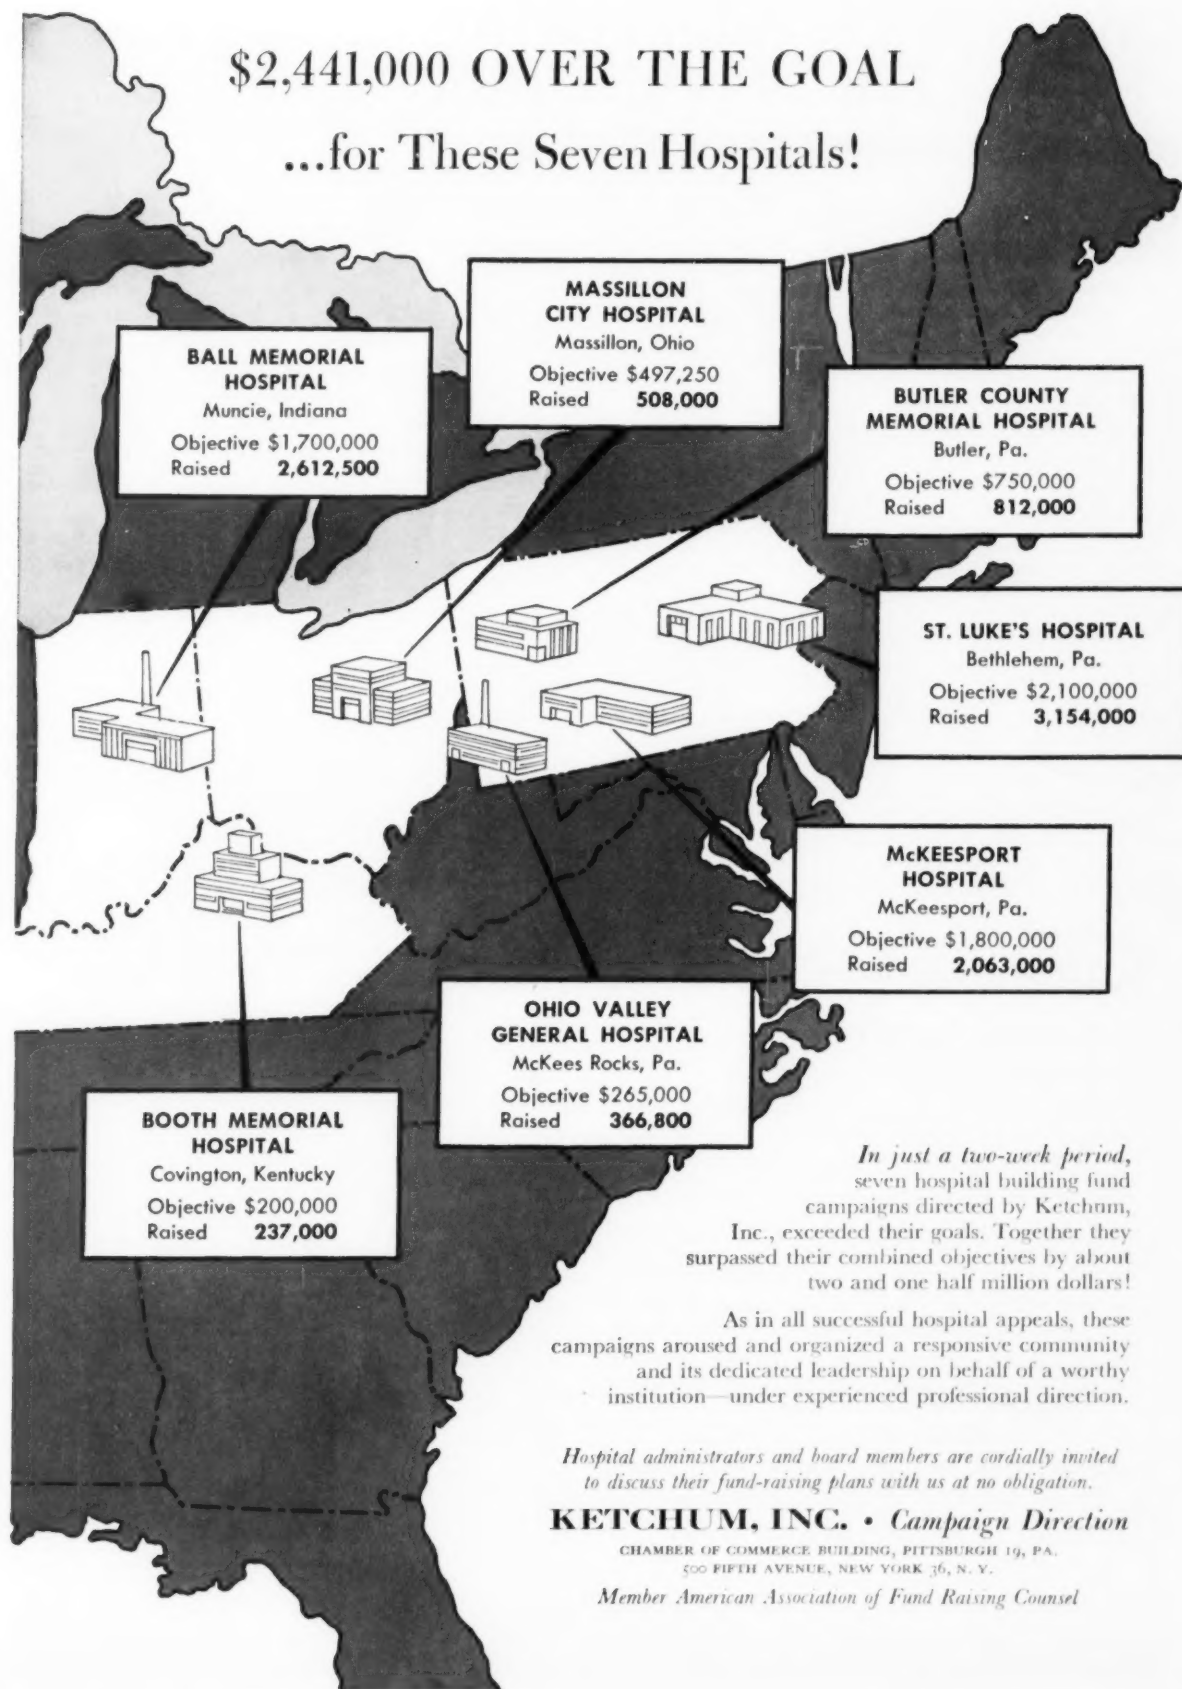 $2,441,000 OVER THE GOAL
...for These Seven Hospitals!
MASSILLON
CITY HOSPITAL
Massillon, Ohio
Objective $497,250
Raised 508,000
BALL MEMORIAL
HOSPITAL
Muncie, Indiana
Objective $1,700,000
Raised 2,612,500
BUTLER COUNTY
MEMORIAL HOSPITAL
Butler, Pa.
Objective $750,000
Raised 812,000
ST. LUKE'S HOSPITAL
Bethlehem, Pa.
Objective $2,100,000
Raised 3,154,000
McKEESPORT
HOSPITAL
McKeesport, Pa.
Objective $1,800,000
Raised 2,063,000
OHIO VALLEY
GENERAL HOSPITAL
McKees Rocks, Pa.
Objective $265,000
Raised 366,800
BOOTH MEMORIAL
HOSPITAL
Covington, Kentucky
Objective $200,000
Raised 237,000
In just a two-week period,
seven hospital building fund
campaigns directed by Ketchum,
Inc., exceeded their goals. Together they
surpassed their combined objectives by about
two and one half million dollars!
As in all successful hospital appeals, these
campaigns aroused and organized a responsive community
and its dedicated leadership on behalf of a worthy
institution—under experienced professional direction.
Hospital administrators and board members are cordially invited
to discuss their fund-raising plans with us at no obligation.
KETCHUM, INC. • Campaign Direction
CHAMBER OF COMMERCE BUILDING, PITTSBURGH 19, PA.
500 FIFTH AVENUE, NEW YORK 36, N. Y.
Member American Association of Fund Raising Counsel